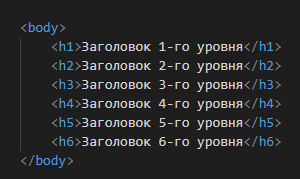 <body>
<h1>Заголовок 1-го уровня</h1>
<h2>Заголовок 2-го уровня</h2>
<h3>Заголовок 3-го уровня</h3>
<h4>Заголовок 4-го уровня</h4>
<h5>Заголовок 5-го уровня</h5>
<h6>Заголовок 6-го уровня</h6>
</body>